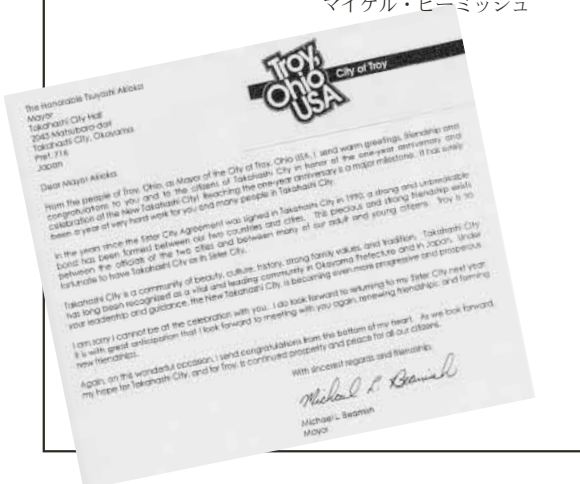 マイケル・ビーミッシュ
Troy,
Ohio
USA
City of Troy
The Honorable Tsuyoshi Akioka
Mayor
Takahashi City Hall
2043 Matsubara-dori
Takahashi City, Okayama
Pref. 716
Japan
Dear Mayor Akioka,
From the people of Troy, Ohio, as Mayor of the City of Troy, Ohio USA, I send warm greetings, friendship and
congratulations to you and to the citizens of Takahashi City in honor of the one-year anniversary and
celebration of the New Takahashi City! Reaching the one-year anniversary is a major milestone. It has surely
been a year of very hard work for you and many people in Takahashi City.
In the years since the Sister City Agreement was signed in Takahashi City in 1990, a strong and unbreakable
bond has been formed between our two countries and cities. This precious and strong friendship exists
between the officials of the two cities and between many of our adult and young citizens. Troy is so
fortunate to have Takahashi City as its Sister City.
Takahashi City is a community of beauty, culture, history, strong family values, and tradition. Takahashi City
has long been recognized as a vital and leading community in Okayama Prefecture and in Japan. Under
your leadership and guidance, the New Takahashi City, is becoming even more progressive and prosperous
I am sorry I cannot be at the celebration with you. I do look forward to returning to my Sister City next year.
It is with great anticipation that I look forward to meeting with you again, renewing friendships, and forming
new friendships.
Again, on this wonderful occasion, I send congratulations from the bottom of my heart. As we look forward,
my hope for Takahashi City, and for Troy, is continued prosperity and peace for all our citizens.
With sincerest regards and friendship,
Michael L. Beamish
Michael L. Beamish
Mayor